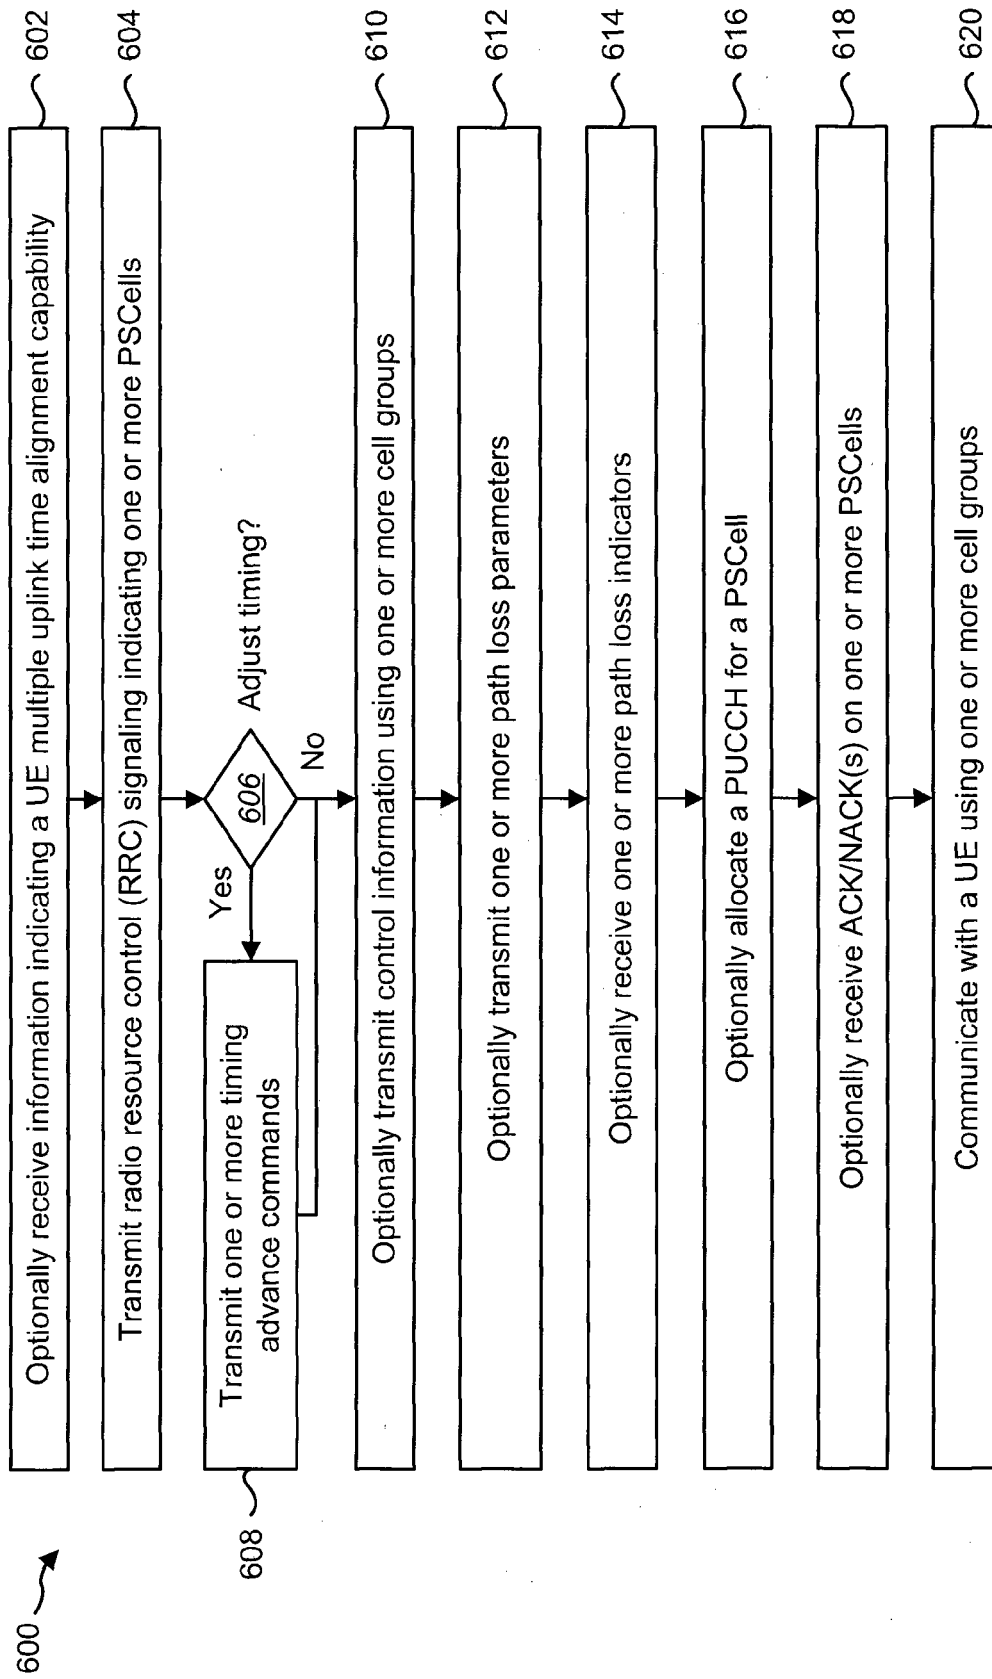 600
Optionally receive information indicating a UE multiple uplink time alignment capability
602
Transmit radio resource control (RRC) signaling indicating one or more PSCells
604
606
Adjust timing?
Yes
No
Transmit one or more timing
advance commands
608
Optionally transmit control information using one or more cell groups
610
Optionally transmit one or more path loss parameters
612
Optionally receive one or more path loss indicators
614
Optionally allocate a PUCCH for a PSCell
616
Optionally receive ACK/NACK(s) on one or more PSCells
618
Communicate with a UE using one or more cell groups
620